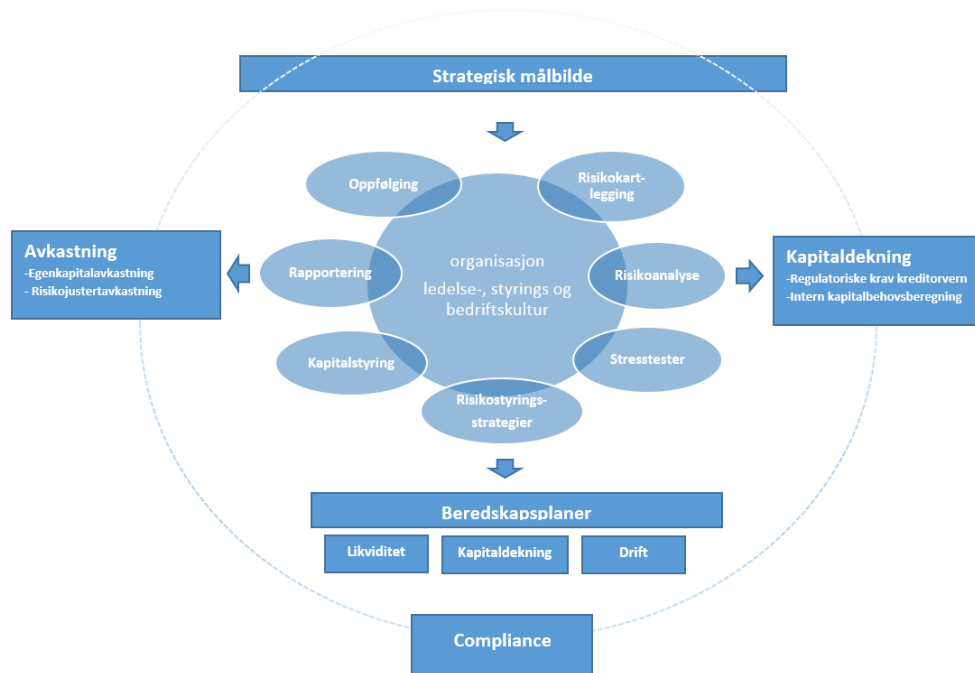 Strategisk målbilde
Oppfølging
Risikokart-
legging
Avkastning
-Egenkapitalavkastning
- Risikojustertavkastning
Rapportering
organisasjon
ledelse-, styrings og
bedriftskultur
Risikoanalyse
Kapitaldekning
-Regulatoriske krav kreditorvern
-Intern kapitalbehovsberegning
Kapitalstyring
Stresstester
Risikostyrings-
strategier
Beredskapsplaner
Likviditet
Kapitaldekning
Drift
Compliance